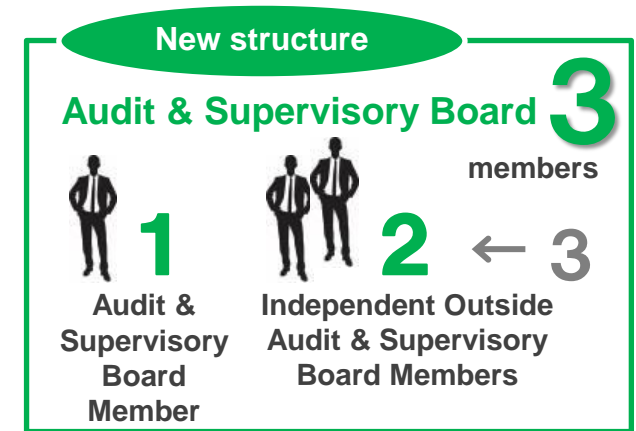 New structure
Audit & Supervisory Board 3
members
1
2 ← 3
Audit &
Supervisory
Board
Member
Independent Outside
Audit & Supervisory
Board Members